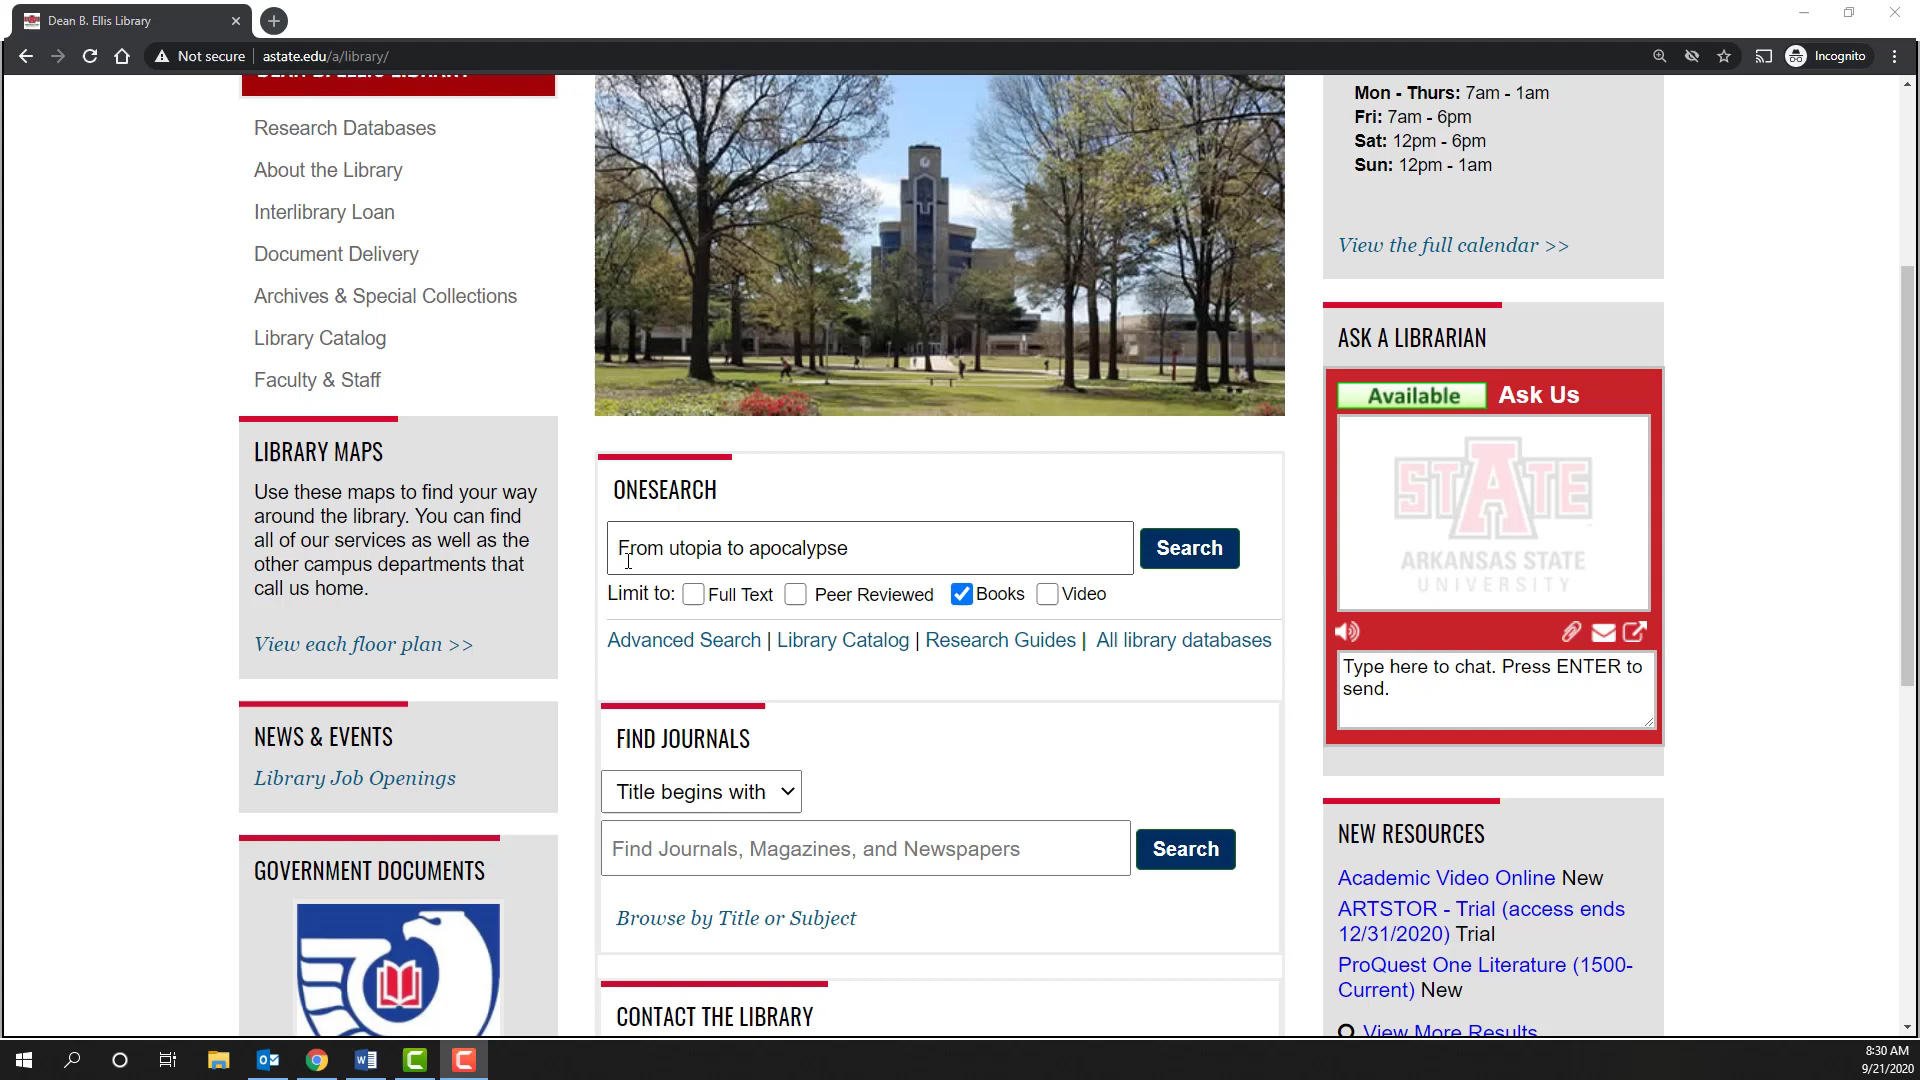 Dean B. Ellis Library
Not secure
astate.edu/a/library/
Incognito
DEAN B. ELLIS LIBRARY
Research Databases
About the Library
Interlibrary Loan
Document Delivery
Archives & Special Collections
Library Catalog
Faculty & Staff
LIBRARY MAPS
Use these maps to find your way
around the library. You can find
all of our services as well as the
other campus departments that
call us home.
View each floor plan >>
NEWS & EVENTS
Library Job Openings
GOVERNMENT DOCUMENTS
ONESEARCH
From utopia to apocalypse
Search
Limit to: Full Text Peer Reviewed Books Video
Advanced Search | Library Catalog | Research Guides | All library databases
FIND JOURNALS
Title begins with
Find Journals, Magazines, and Newspapers
Search
Browse by Title or Subject
CONTACT THE LIBRARY
Mon - Thurs: 7am - 1am
Fri: 7am - 6pm
Sat: 12pm - 6pm
Sun: 12pm - 1am
View the full calendar >>
ASK A LIBRARIAN
Available Ask Us
STATE
ARKANSAS STATE
UNIVERSITY
Type here to chat. Press ENTER to
send.
NEW RESOURCES
Academic Video Online New
ARTSTOR - Trial (access ends
12/31/2020) Trial
ProQuest One Literature (1500-
Current) New
View More Results
8:30 AM
9/21/2020